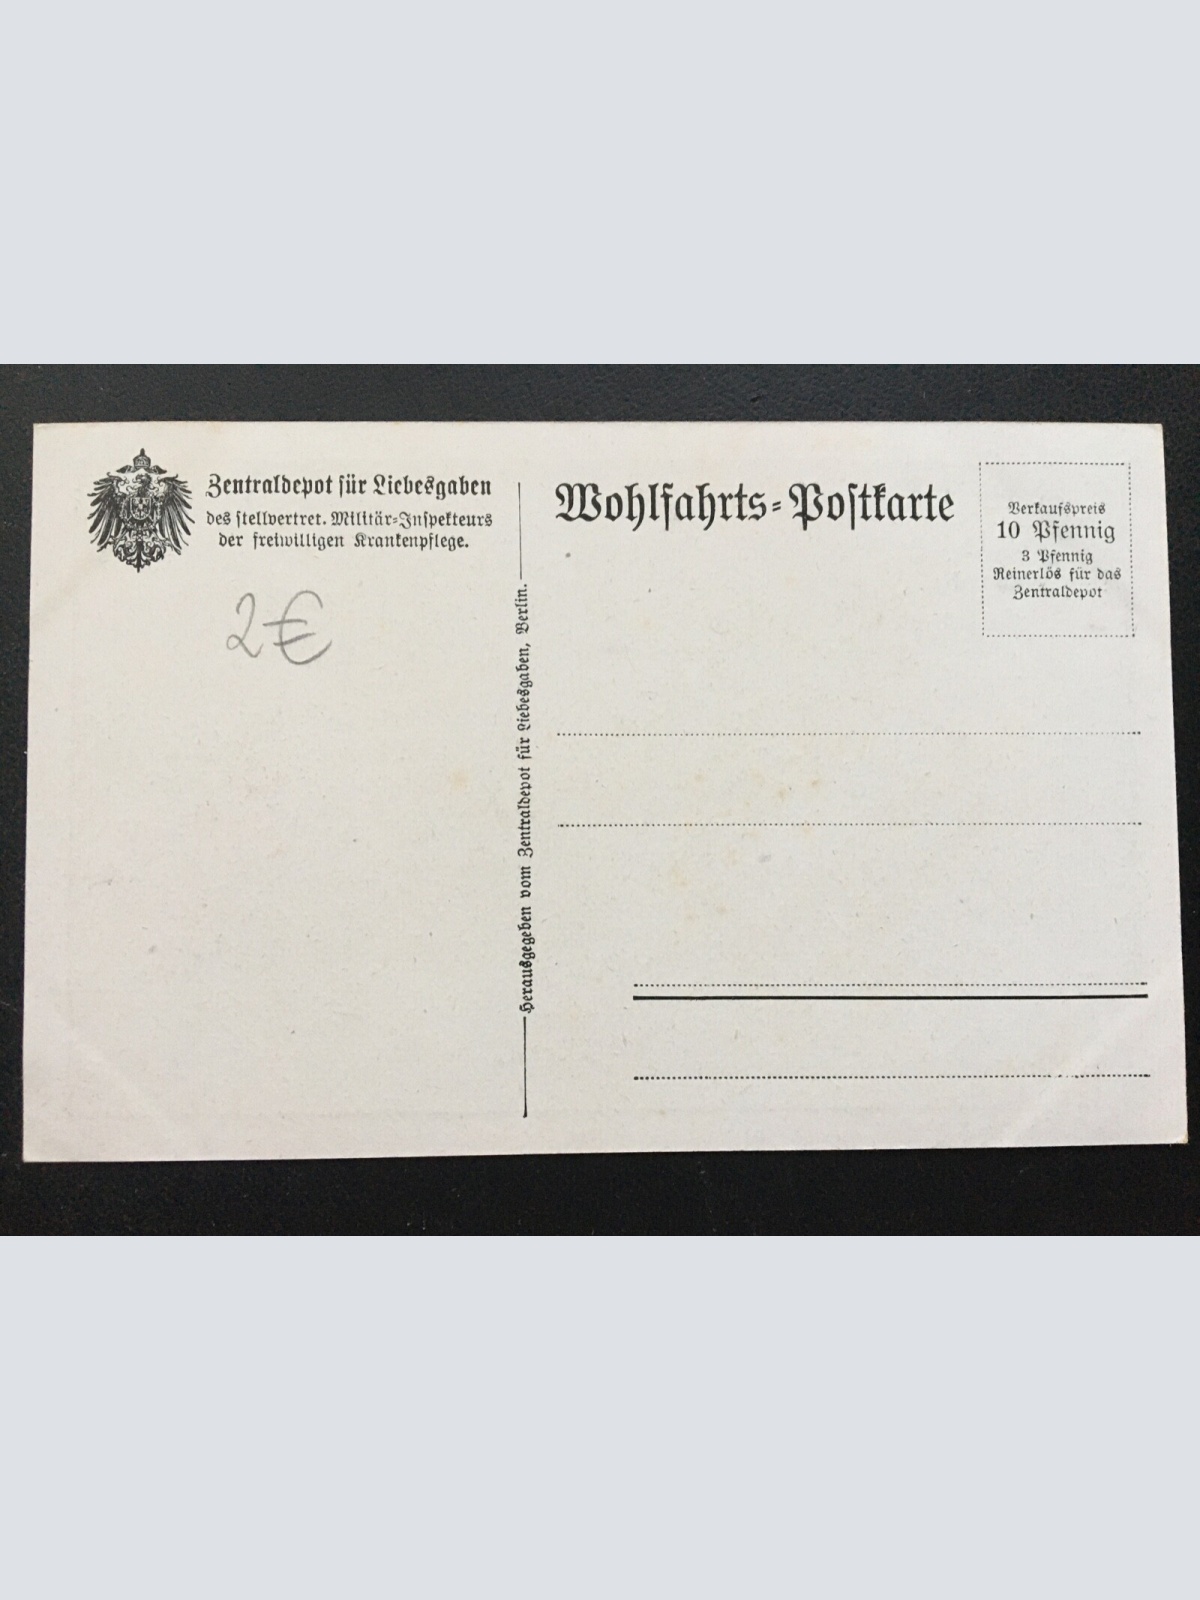 Zentraldepot für Liebesgaben
des stellvertret. Militär-Inspekteurs
der freiwilligen Krankenpflege.
2€
Herausgegeben vom Zentraldepot für Liebesgaben, Berlin.
Wohlfahrts-Postkarte
Verkaufspreis
10 Pfennig
3 Pfennig
Reinerlös für das
Zentraldepot